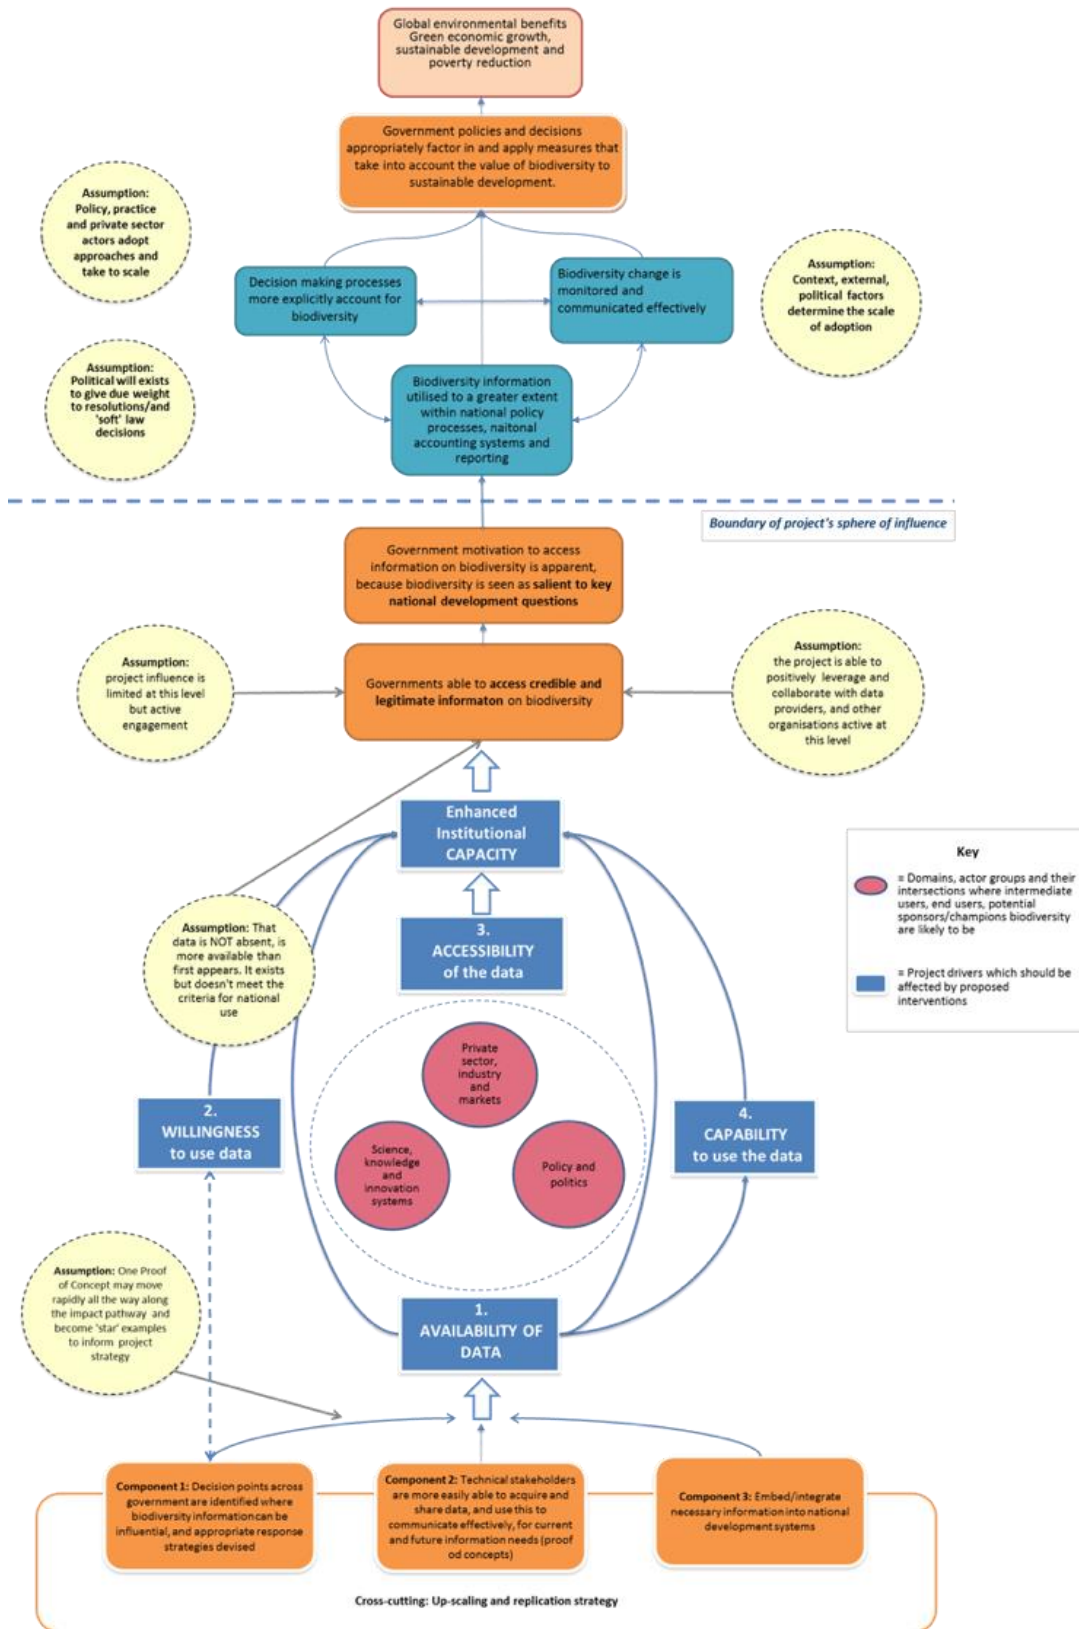 Global environmental benefits
Green economic growth,
sustainable development and
poverty reduction
Government policies and decisions
appropriately factor in and apply measures that
take into account the value of biodiversity to
sustainable development.
Assumption:
Policy, practice
and private sector
actors adopt
approaches and
take to scale
Decision making processes
more explicitly account for
biodiversity
Biodiversity change is
monitored and
communicated effectively
Assumption:
Context, external,
political factors
determine the scale
of adoption
Assumption:
Political will exists
to give due weight
to resolutions/and
'soft' law
decisions
Biodiversity information
utilised to a greater extent
within national policy
processes, naitonal
accounting systems and
reporting
Boundary of project's sphere of influence
Government motivation to access
information on biodiversity is apparent,
because biodiversity is seen as salient to key
national development questions
Assumption:
project influence is
limited at this level
but active
engagement
Governments able to access credible and
legitimate informaton on biodiversity
Assumption:
the project is able to
positively leverage and
collaborate with data
providers, and other
organisations active at
this level
Enhanced
Institutional
CAPACITY
Key
= Domains, actor groups and their
intersections where intermediate
users, end users, potential
sponsors/champions biodiversity
are likely to be
= Project drivers which should be
affected by proposed
interventions
Assumption: That
data is NOT absent, is
more available than
first appears. It exists
but doesn't meet the
criteria for national
use
3.
ACCESSIBILITY
of the data
Private
sector,
industry
and
markets
2.
WILLINGNESS
to use data
Science,
knowledge
and
innovation
systems
Policy and
politics
4.
CAPABILITY
to use the data
Assumption: One Proof
of Concept may move
rapidly all the way along
the impact pathway and
become 'star' examples
to inform project
strategy
1.
AVAILABILITY OF
DATA
Component 1: Decision points across
government are identified where
biodiversity information can be
influential, and appropriate response
strategies devised
Component 2: Technical stakeholders
are more easily able to acquire and
share data, and use this to
communicate effectively, for current
and future information needs (proof
od concepts)
Component 3: Embed/integrate
necessary information into national
development systems
Cross-cutting: Up-scaling and replication strategy